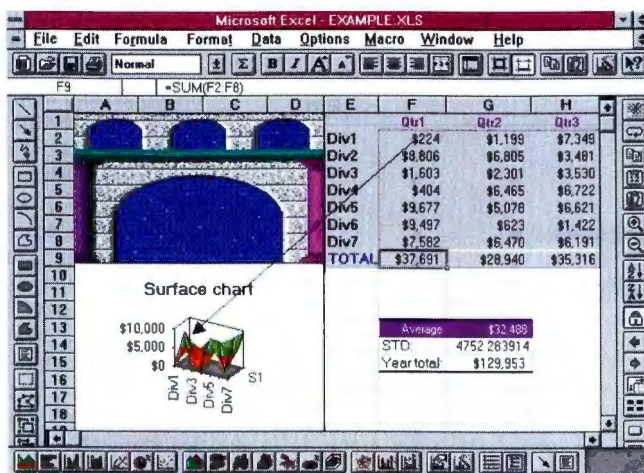 Microsoft Excel - EXAMPLE.XLS
File Edit Formula Format Data Options Macro Window Help
Normal Σ B I A A
F9 =SUM(F2:F8)
A B C D E F G H
1 Qtr1 Qtr2 Qtr3
2 Div1 $224 $1,199 $7,349
3 Div2 $8,806 $6,805 $3,481
4 Div3 $1,603 $2,301 $3,530
5 Div4 $404 $6,465 $6,722
6 Div5 $9,677 $5,078 $6,621
7 Div6 $9,497 $623 $1,422
8 Div7 $7,582 $6,470 $6,191
9 TOTAL $37,691 $28,940 $35,316
10
11
12
13
14
15
16
17
18
Surface chart
$10,000
$5,000
$0
Div1 Div3 Div5 Div7
S1
Average $32,488
STD: 4752.283914
Year total: $129,953